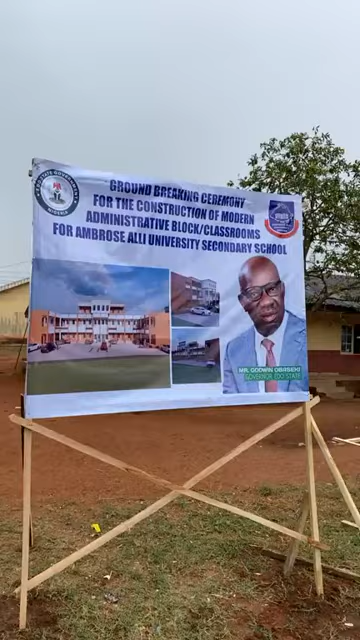 GROUND BREAKING CEREMONY
FOR THE CONSTRUCTION OF MODERN
ADMINISTRATIVE BLOCK/CLASSROOMS
FOR AMBROSE ALLI UNIVERSITY SECONDARY SCHOOL
MR. GODWIN OBASEKI
GOVERNOR EDO STATE